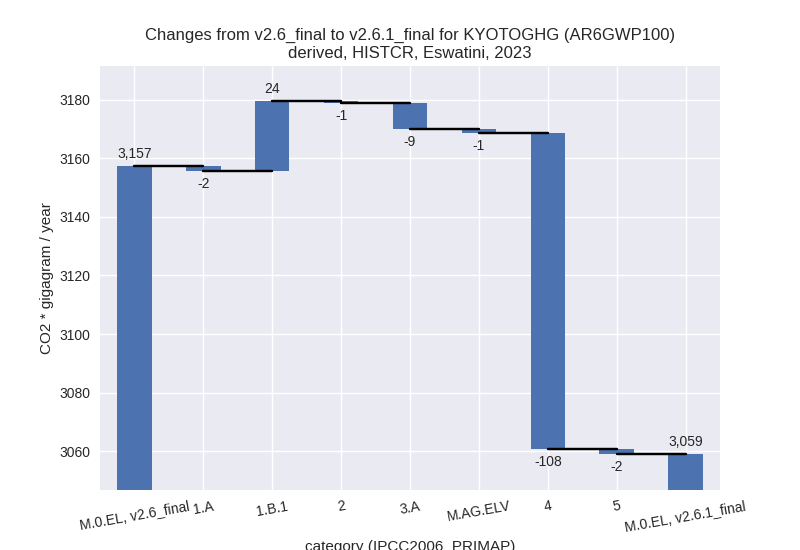 Changes from v2.6_final to v2.6.1_final for KYOTOGHG (AR6GWP100)
derived, HISTCR, Eswatini, 2023
CO2 * gigagram / year
3180
3160
3140
3120
3100
3080
3060
3,157
-2
24
-1
-9
-1
-108
-2
3,059
M.0.EL, v2.6_final
1.A
1.B.1
2
3.A
M.AG.ELV
4
5
M.0.EL, v2.6.1_final
category (IPCC2006_PRIMAP)